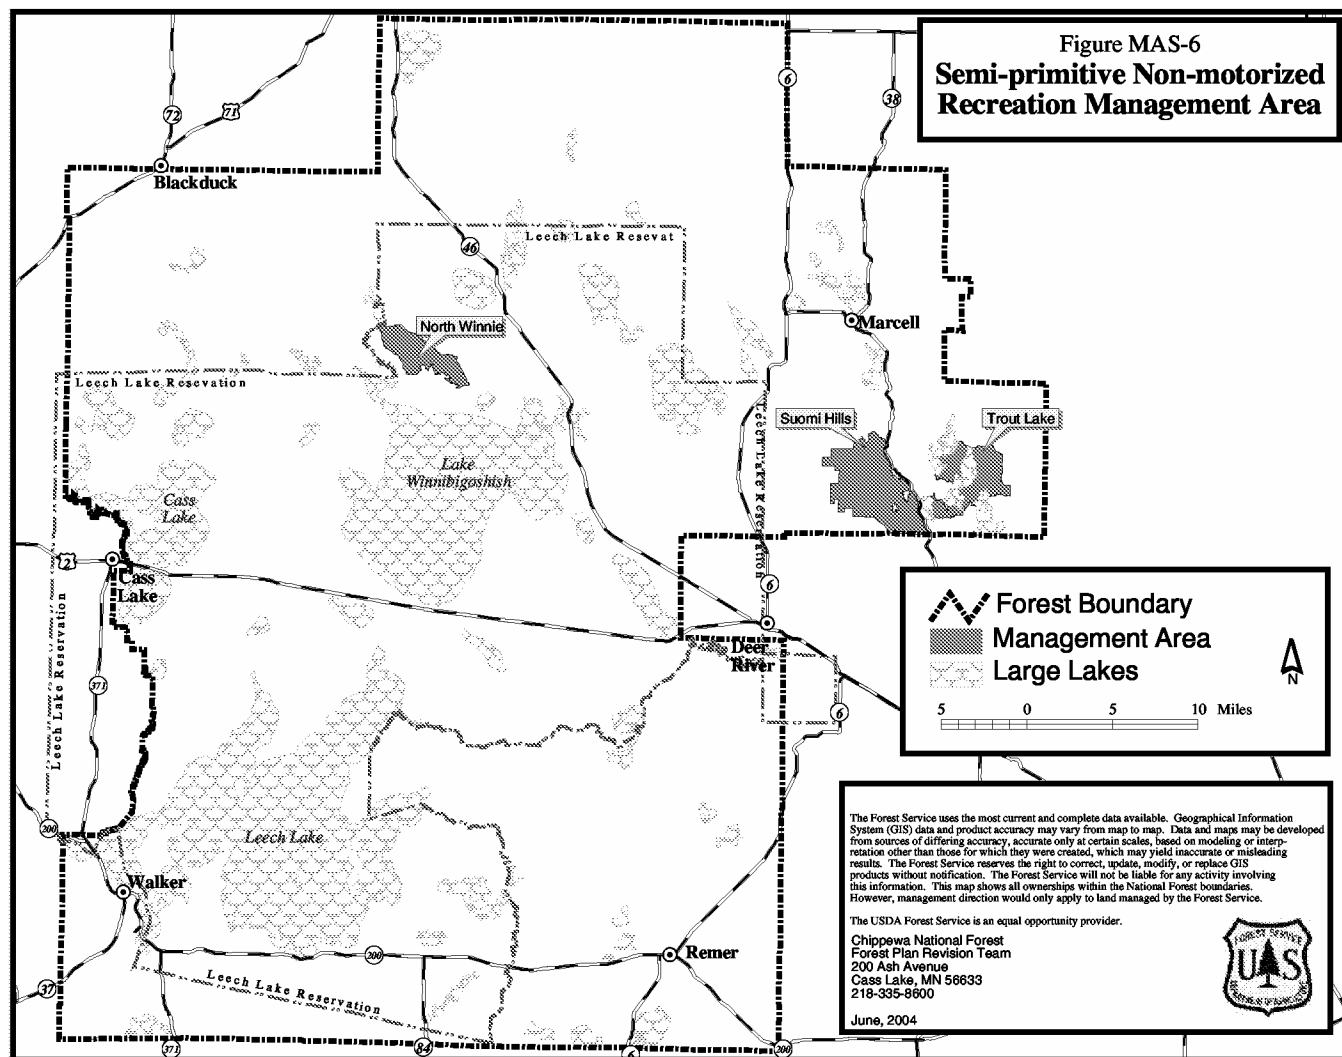 Figure MAS-6
Semi-primitive Non-motorized
Recreation Management Area
6
38
72
71
Blackduck
46
Leech Lake Resevat
North Winnie
Marcell
Leech Lake Resevation
Suomi Hills
Trout Lake
Leech Lake Reservation
Lake
Winnibigoshish
Cass
Lake
2
Cass
Lake
6
Deer
River
Leech Lake Reservation
371
6
200
Leech Lake
Walker
200
Remer
37
Leech Lake Reservation
371
84
6
200
Forest Boundary
Management Area
Large Lakes
N
5 0 5 10 Miles
The Forest Service uses the most current and complete data available. Geographical Information
System (GIS) data and product accuracy may vary from map to map. Data and maps may be developed
from sources of differing accuracy, accurate only at certain scales, based on modeling or interp-
retation other than those for which they were created, which may yield inaccurate or misleading
results. The Forest Service reserves the right to correct, update, modify, or replace GIS
products without notification. The Forest Service will not be liable for any activity involving
this information. This map shows all ownerships within the National Forest boundaries.
However, management direction would only apply to land managed by the Forest Service.
The USDA Forest Service is an equal opportunity provider.
Chippewa National Forest
Forest Plan Revision Team
200 Ash Avenue
Cass Lake, MN 56633
218-335-8600
June, 2004
FOREST SERVICE
U S